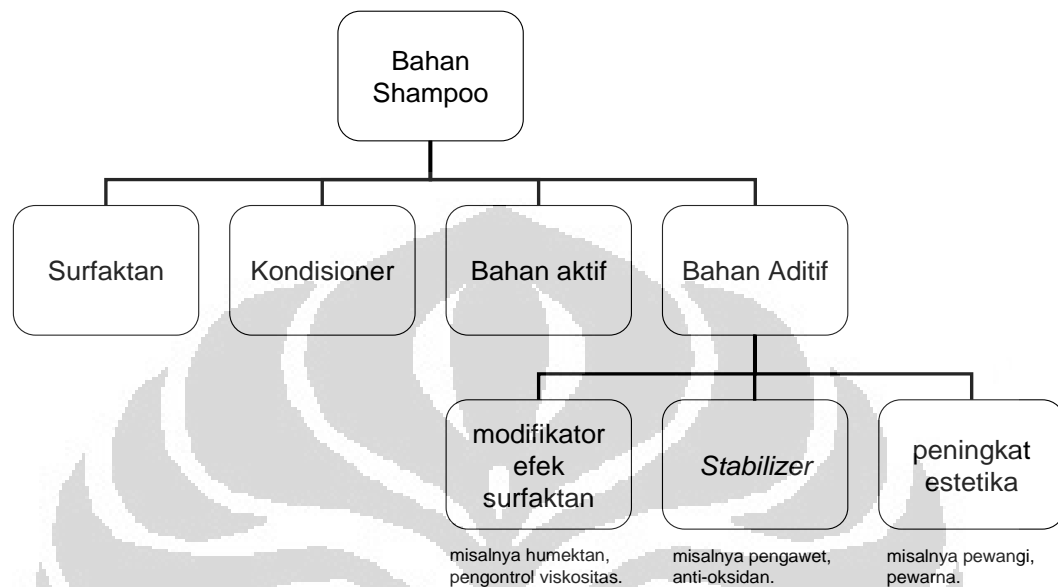 Bahan
Shampoo
Surfaktan
Kondisioner
Bahan aktif
Bahan Aditif
modifikator
efek
surfaktan
Stabilizer
peningkat
estetika
misalnya humektan,
pengontrol viskositas.
misalnya pengawet,
anti-oksidan.
misalnya pewangi,
pewarna.